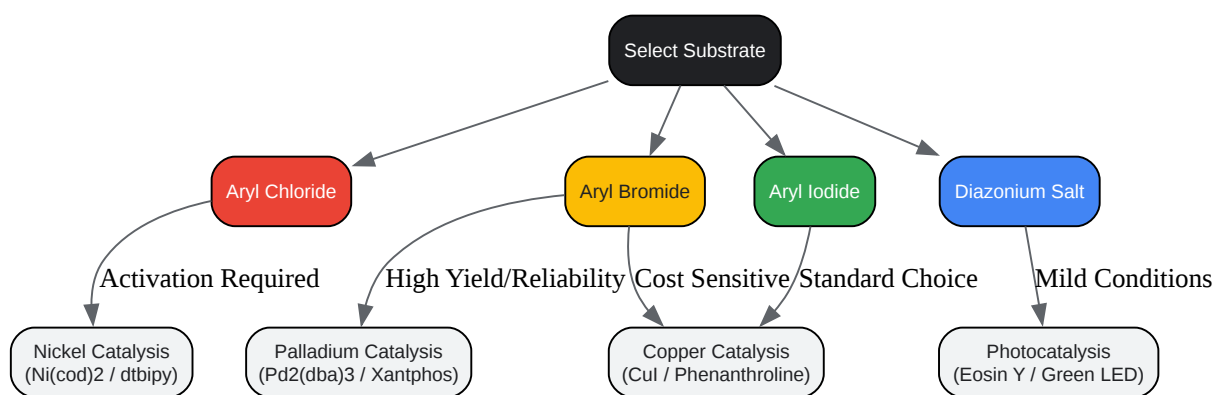 Select Substrate
Aryl Chloride
Aryl Bromide
Aryl Iodide
Diazonium Salt
Activation Required
High Yield/Reliability
Cost Sensitive
Standard Choice
Mild Conditions
Nickel Catalysis
(Ni(cod)2 / dtbipy)
Palladium Catalysis
(Pd2(dba)3 / Xantphos)
Copper Catalysis
(CuI / Phenanthroline)
Photocatalysis
(Eosin Y / Green LED)